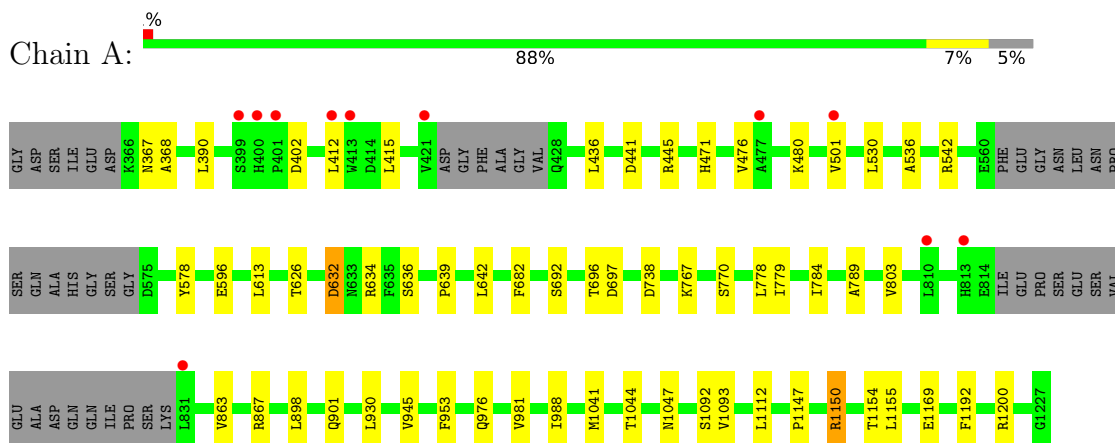 .%
Chain A:
88% 7% 5%
GLY ASP SER ILE GLU ASP K366 N367 A368 L390 S399 H400 P401 D402 L412 W413 D414 L415 V421 ASP GLY PHE ALA GLY VAL Q428 L436 D441 R445 H471 V476 A477 K480 V501 L530 A536 R542 E560 PHE GLU GLY ASN LEU ASN PRO
SER GLN ALA HIS GLY SER GLY D575 Y578 E596 L613 T626 D632 N633 R634 F635 S636 P639 L642 F682 S692 T696 D697 D738 K767 S770 L778 I779 I784 A789 V803 L810 H813 E814 ILE GLU PRO SER GLU SER VAL
GLU ALA ASP GLN GLN ILE PRO SER LYS L831 V863 R867 L898 Q901 L930 V945 F953 Q976 V981 I988 M1041 T1044 N1047 S1092 V1093 L1112 P1147 R1150 T1154 L1155 E1169 F1192 R1200 G1227